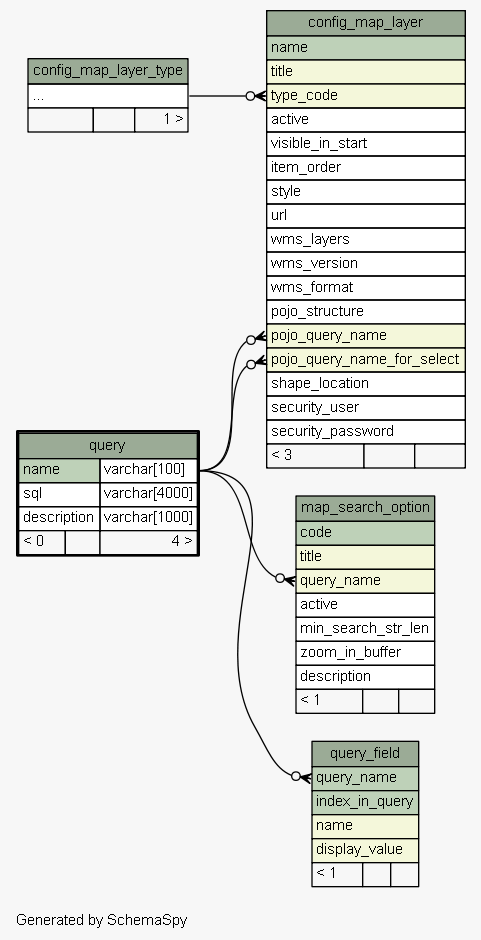 config_map_layer
name
title
type_code
active
visible_in_start
item_order
style
url
wms_layers
wms_version
wms_format
pojo_structure
pojo_query_name
pojo_query_name_for_select
shape_location
security_user
security_password
< 3
config_map_layer_type
...
1 >
query
name varchar[100]
sql varchar[4000]
description varchar[1000]
< 0 4 >
map_search_option
code
title
query_name
active
min_search_str_len
zoom_in_buffer
description
< 1
query_field
query_name
index_in_query
name
display_value
< 1
Generated by SchemaSpy